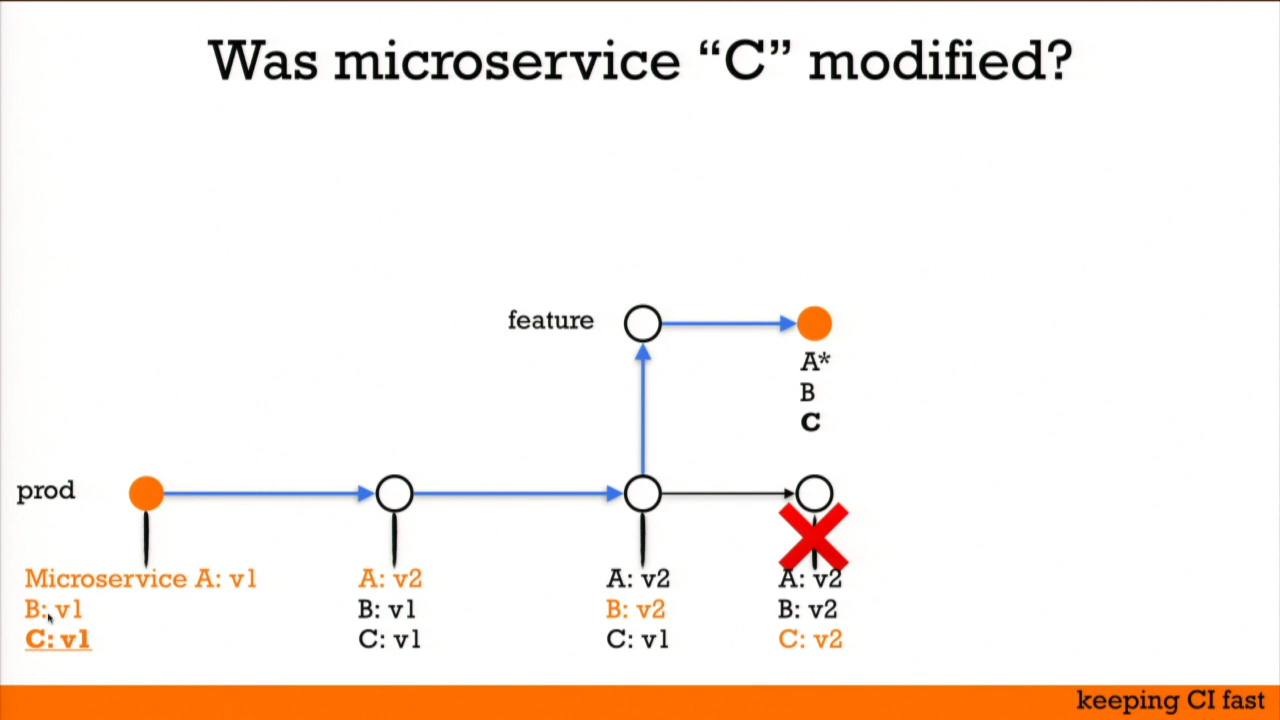 Was microservice “C” modified?
feature
A*
B
C
prod
Microservice A: v1
B: v1
C: v1
A: v2
B: v1
C: v1
A: v2
B: v2
C: v1
A: v2
B: v2
C: v2
keeping CI fast